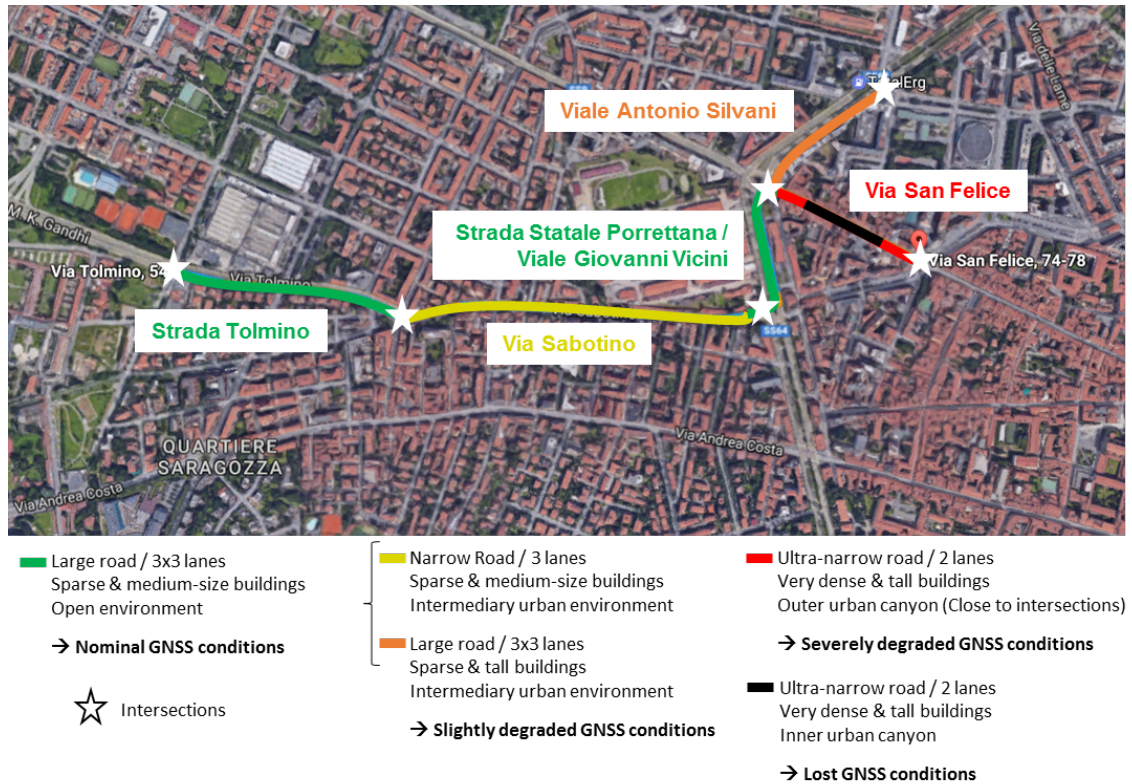 Via delle Lame
Viale Antonio Silvani
M. K. Gandhi
Via San Felice
Strada Statale Porrettana /
Viale Giovanni Vicini
Via Tolmino, 54
Via Tolmino
Via San Felice, 74-78
Strada Tolmino
Via Sabotino
SS64
QUARTIERE
SARAGOZZA
Via Andrea Costa
Via Andrea Costa
Large road / 3x3 lanes
Sparse & medium-size buildings
Open environment
→ Nominal GNSS conditions
Intersections
Narrow Road / 3 lanes
Sparse & medium-size buildings
Intermediary urban environment
Large road / 3x3 lanes
Sparse & tall buildings
Intermediary urban environment
→ Slightly degraded GNSS conditions
Ultra-narrow road / 2 lanes
Very dense & tall buildings
Outer urban canyon (Close to intersections)
→ Severely degraded GNSS conditions
Ultra-narrow road / 2 lanes
Very dense & tall buildings
Inner urban canyon
→ Lost GNSS conditions